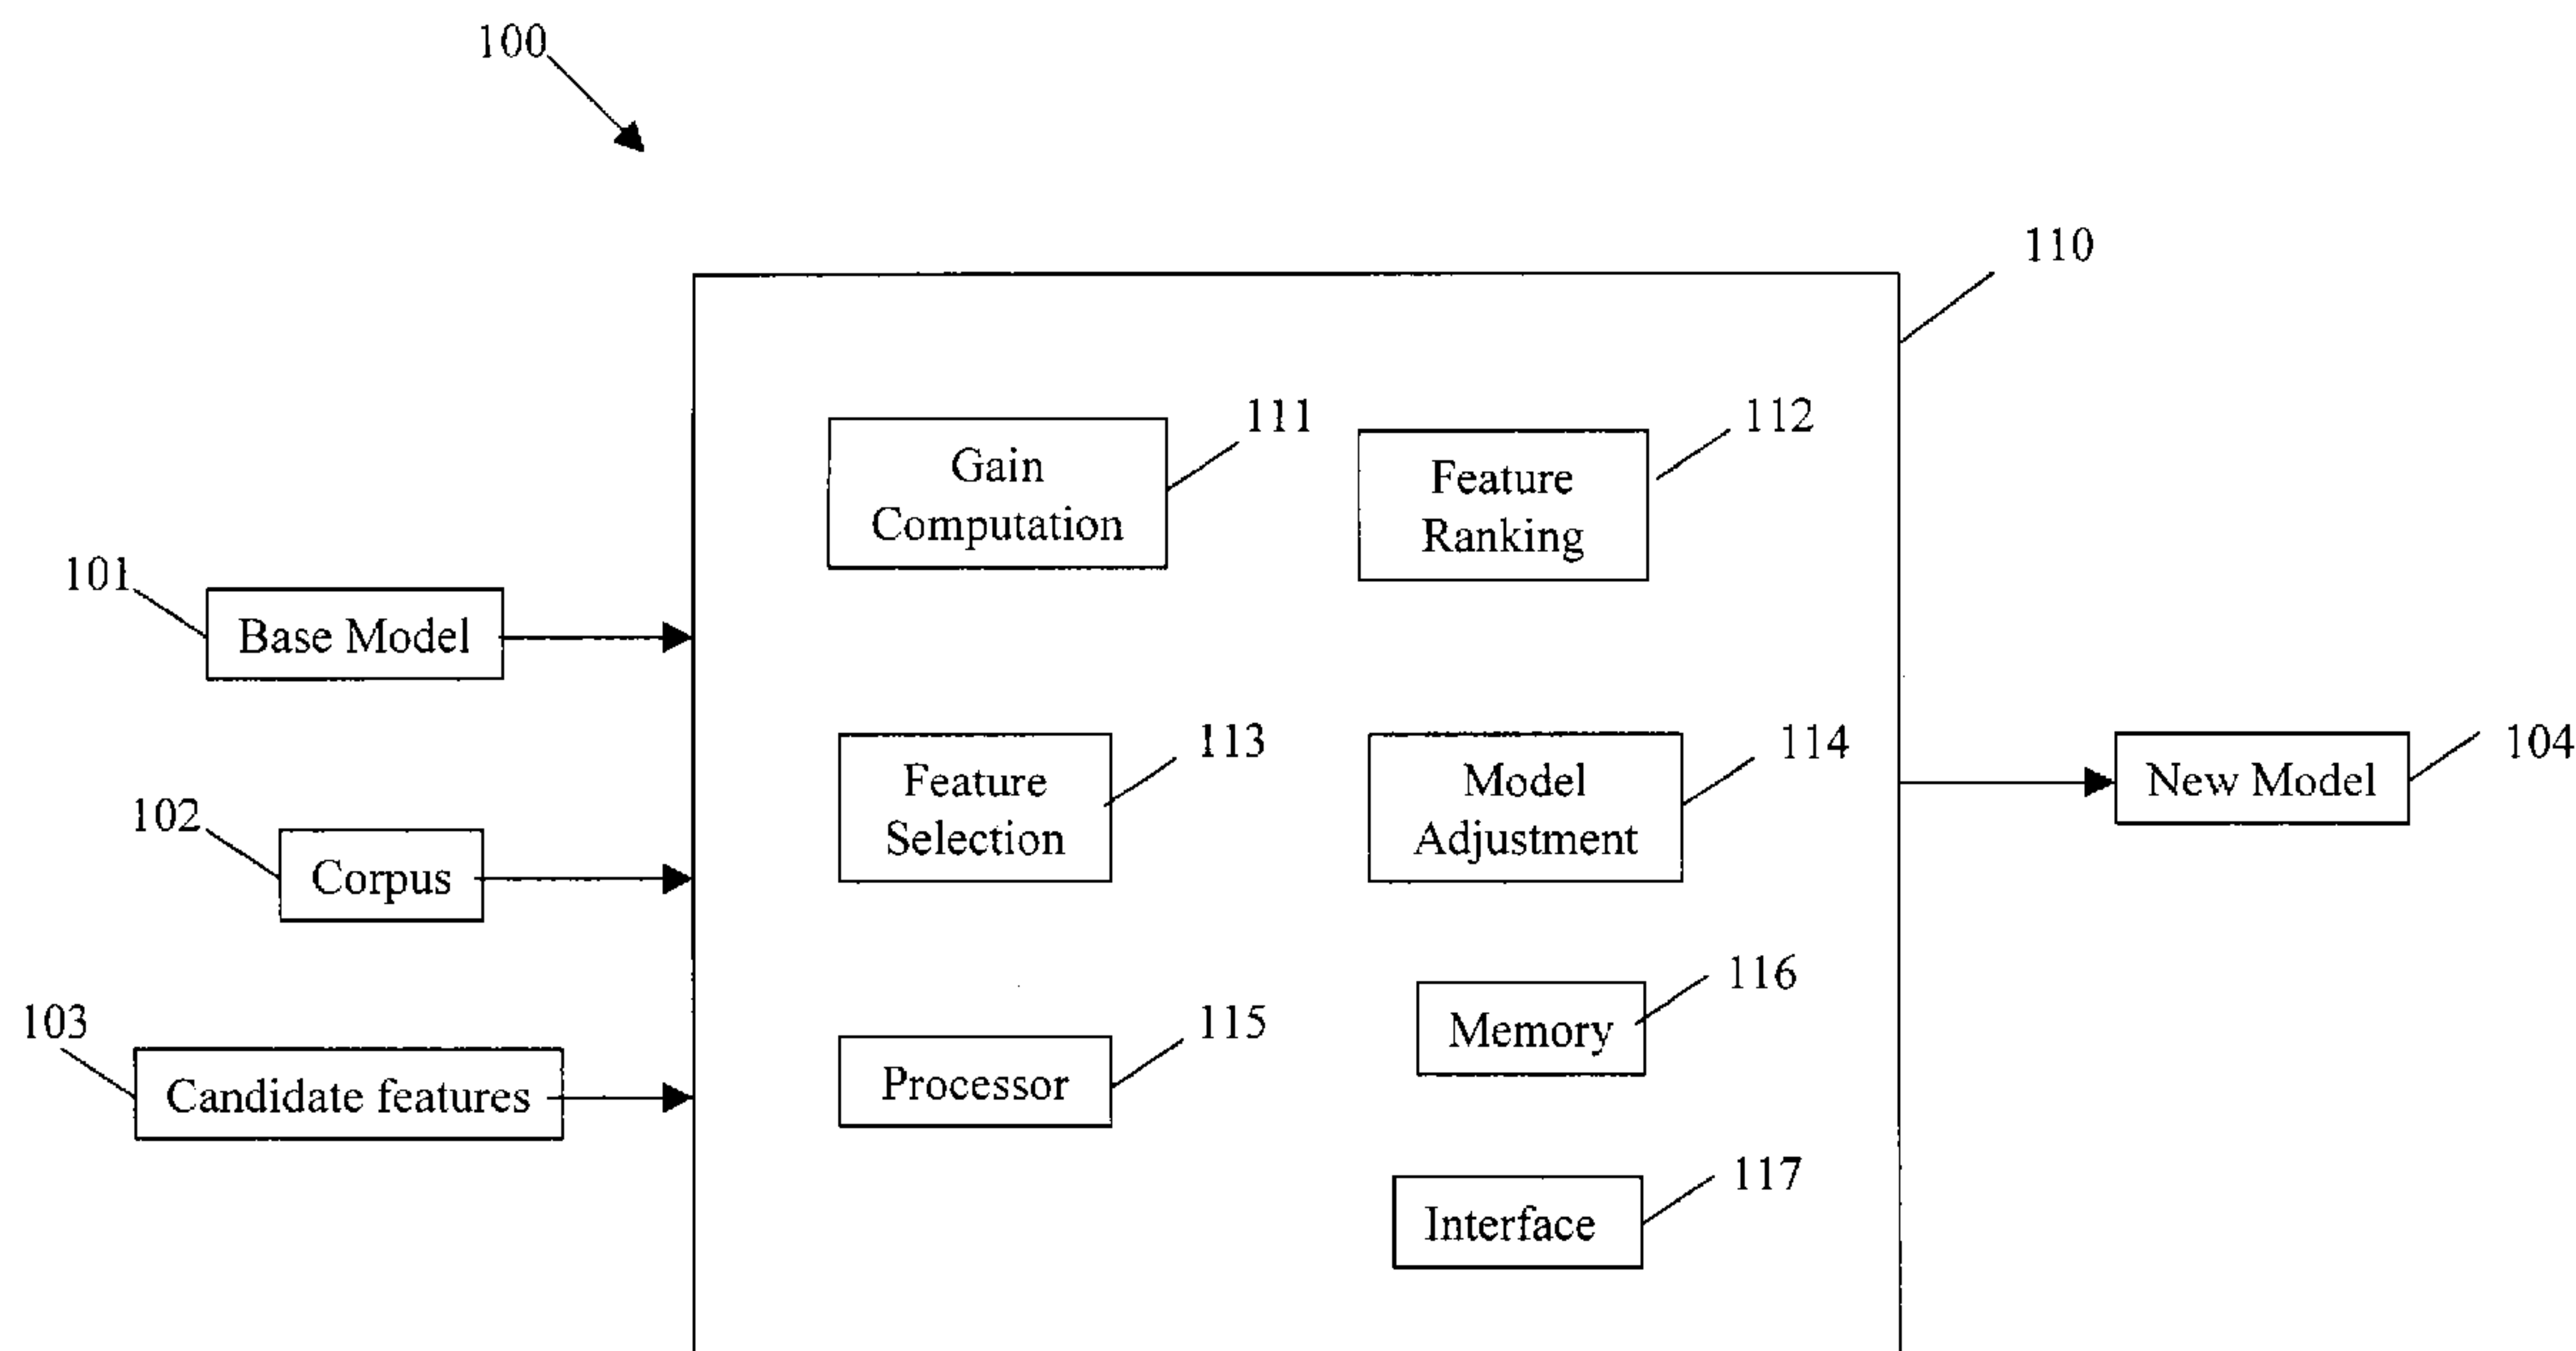 100
110
111
Gain
Computation
112
Feature
Ranking
101
Base Model
113
Feature
Selection
114
Model
Adjustment
104
New Model
102
Corpus
116
Memory
103
Candidate features
115
Processor
117
Interface